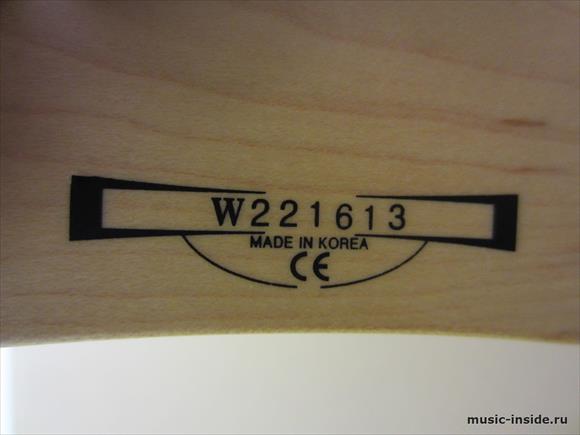 W221613
MADE IN KOREA
CE
music-inside.ru